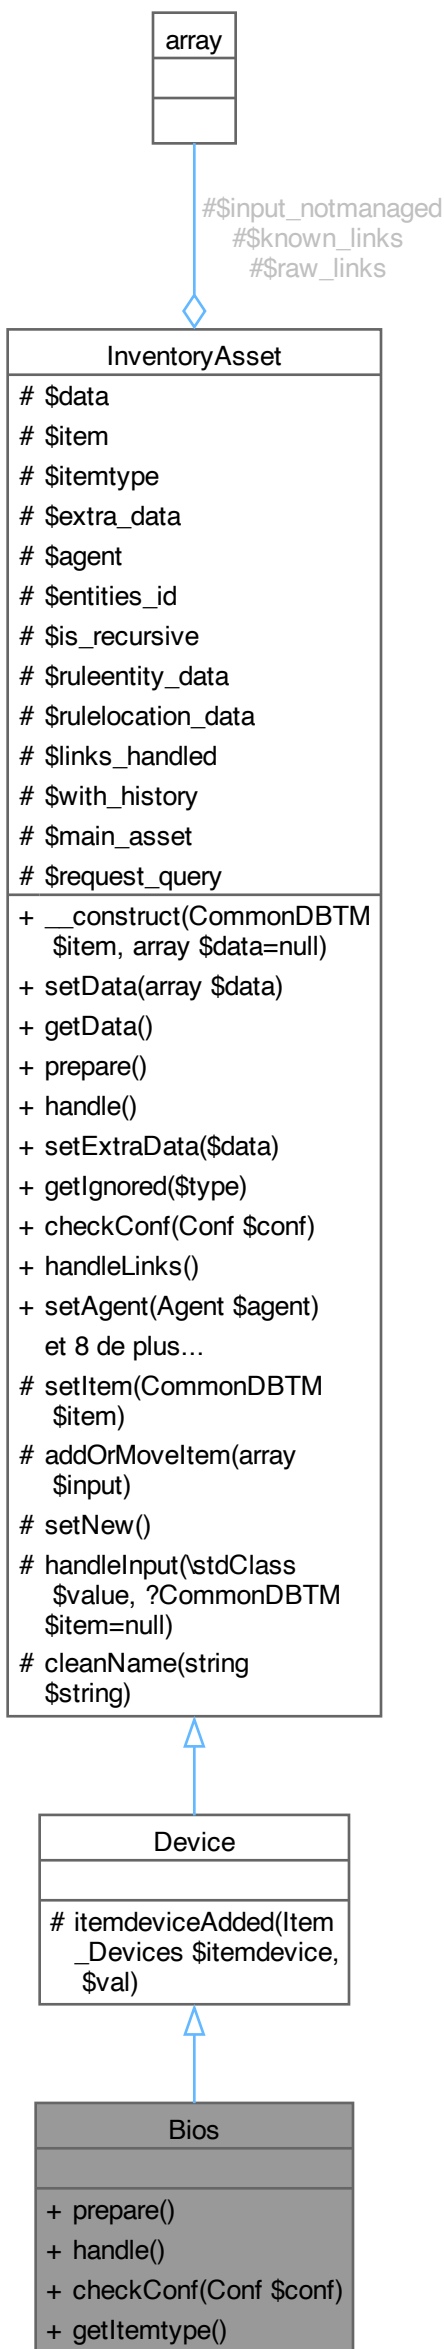 array
#$input_notmanaged
#$known_links
#$raw_links
InventoryAsset
# $data
# $item
# $itemtype
# $extra_data
# $agent
# $entities_id
# $is_recursive
# $ruleentity_data
# $rulelocation_data
# $links_handled
# $with_history
# $main_asset
# $request_query
+ __construct(CommonDBTM
$item, array $data=null)
+ setData(array $data)
+ getData()
+ prepare()
+ handle()
+ setExtraData($data)
+ getIgnored($type)
+ checkConf(Conf $conf)
+ handleLinks()
+ setAgent(Agent $agent)
et 8 de plus...
# setItem(CommonDBTM
$item)
# addOrMoveItem(array
$input)
# setNew()
# handleInput(\stdClass
$value, ?CommonDBTM
$item=null)
# cleanName(string
$string)
Device
# itemdeviceAdded(Item
_Devices $itemdevice,
$val)
Bios
+ prepare()
+ handle()
+ checkConf(Conf $conf)
+ getItemtype()